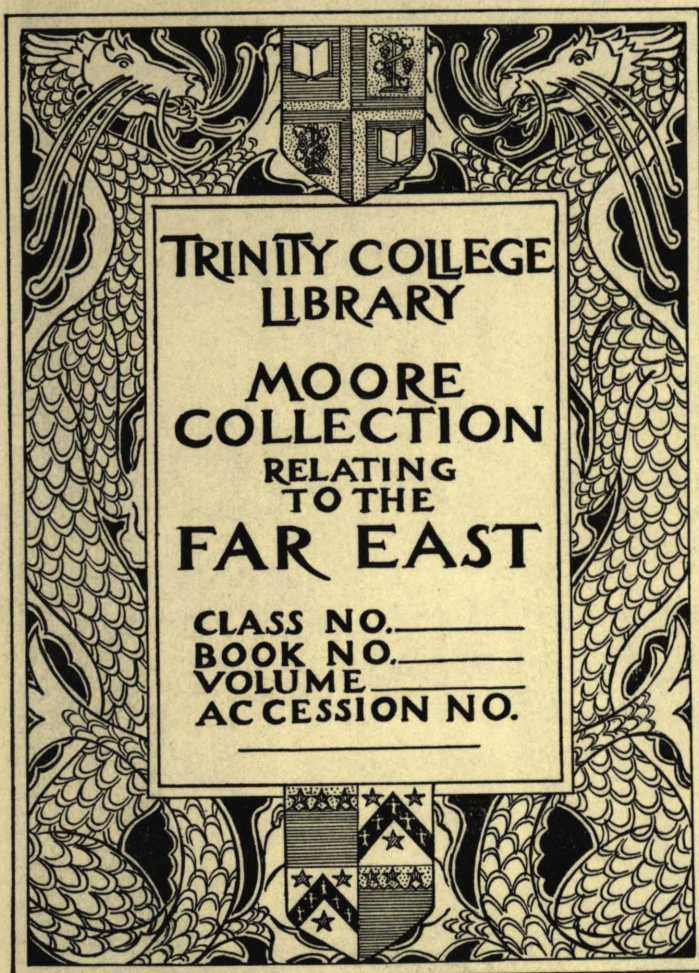 TRINITY COLLEGE
LIBRARY
MOORE
COLLECTION
RELATING
TO THE
FAR EAST
CLASS NO.
BOOK NO.
VOLUME
ACCESSION NO.